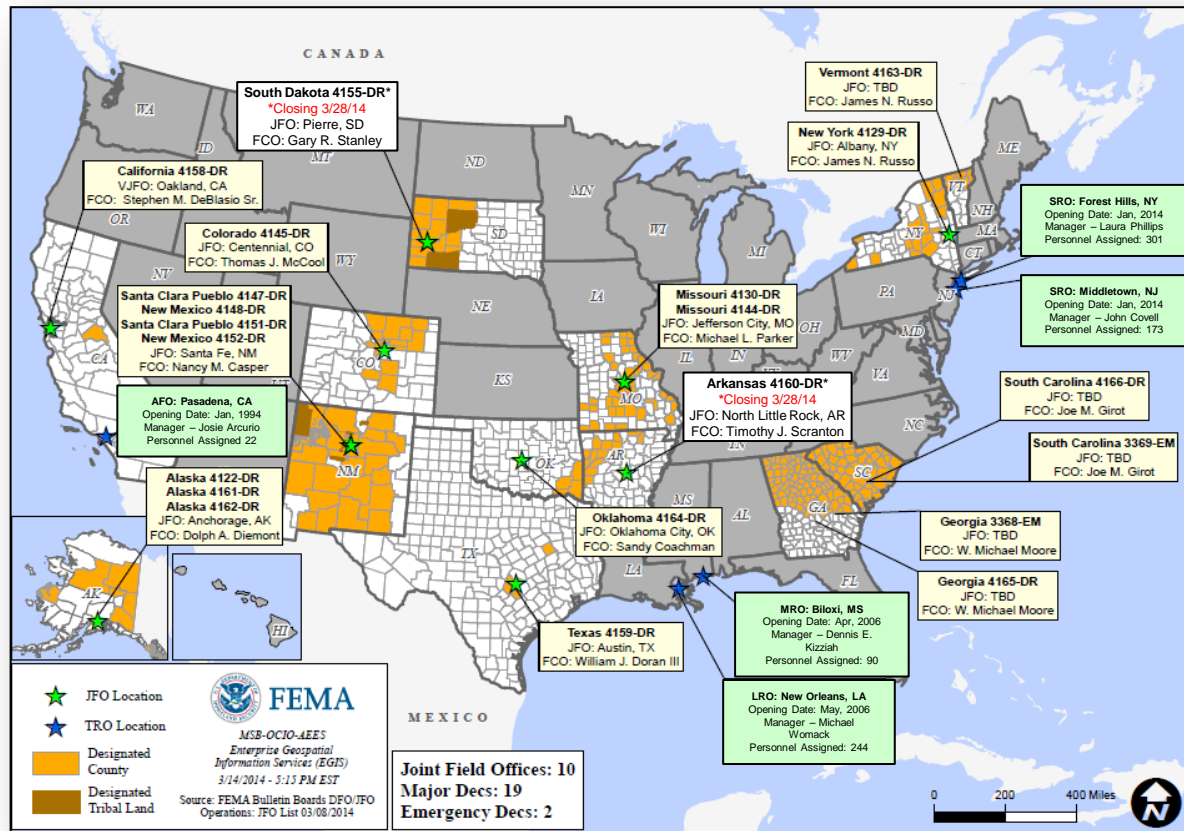 CANADA
South Dakota 4155-DR*
*Closing 3/28/14
JFO: Pierre, SD
FCO: Gary R. Stanley
Vermont 4163-DR
JFO: TBD
FCO: James N. Russo
New York 4129-DR
JFO: Albany, NY
FCO: James N. Russo
California 4158-DR
VJFO: Oakland, CA
FCO: Stephen M. DeBlasio Sr.
SRO: Forest Hills, NY
Opening Date: Jan, 2014
Manager – Laura Phillips
Personnel Assigned: 301
Colorado 4145-DR
JFO: Centennial, CO
FCO: Thomas J. McCool
SRO: Middletown, NJ
Opening Date: Jan, 2014
Manager – John Covell
Personnel Assigned: 173
Santa Clara Pueblo 4147-DR
New Mexico 4148-DR
Santa Clara Pueblo 4151-DR
New Mexico 4152-DR
JFO: Santa Fe, NM
FCO: Nancy M. Casper
Missouri 4130-DR
Missouri 4144-DR
JFO: Jefferson City, MO
FCO: Michael L. Parker
Arkansas 4160-DR*
*Closing 3/28/14
JFO: North Little Rock, AR
FCO: Timothy J. Scranton
South Carolina 4166-DR
JFO: TBD
FCO: Joe M. Girot
AFO: Pasadena, CA
Opening Date: Jan, 1994
Manager – Josie Arcurio
Personnel Assigned 22
South Carolina 3369-EM
JFO: TBD
FCO: Joe M. Girot
Alaska 4122-DR
Alaska 4161-DR
Alaska 4162-DR
JFO: Anchorage, AK
FCO: Dolph A. Diemont
Oklahoma 4164-DR
JFO: Oklahoma City, OK
FCO: Sandy Coachman
Georgia 3368-EM
JFO: TBD
FCO: W. Michael Moore
Georgia 4165-DR
JFO: TBD
FCO: W. Michael Moore
MRO: Biloxi, MS
Opening Date: Apr, 2006
Manager – Dennis E.
Kizziah
Personnel Assigned: 90
Texas 4159-DR
JFO: Austin, TX
FCO: William J. Doran III
LRO: New Orleans, LA
Opening Date: May, 2006
Manager – Michael
Womack
Personnel Assigned: 244
WA
ID
MT
ND
MN
ME
VT
NH
OR
SD
WI
MI
NY
MA
CT
NV
WY
NE
IA
PA
NJ
CA
UT
CO
KS
MO
IL
IN
OH
WV
MD
VA
NM
OK
AR
TN
NC
SC
MS
AL
GA
TX
LA
FL
AK
HI
MEXICO
JFO Location
TRO Location
Designated
County
Designated
Tribal Land
FEMA
MSB-OCIO-AEES
Enterprise Geospatial
Information Services (EGIS)
3/14/2014 - 5:15 PM EST
Source: FEMA Bulletin Boards DFO/JFO
Operations: JFO List 03/08/2014
Joint Field Offices: 10
Major Decs: 19
Emergency Decs: 2
0 200 400 Miles
N